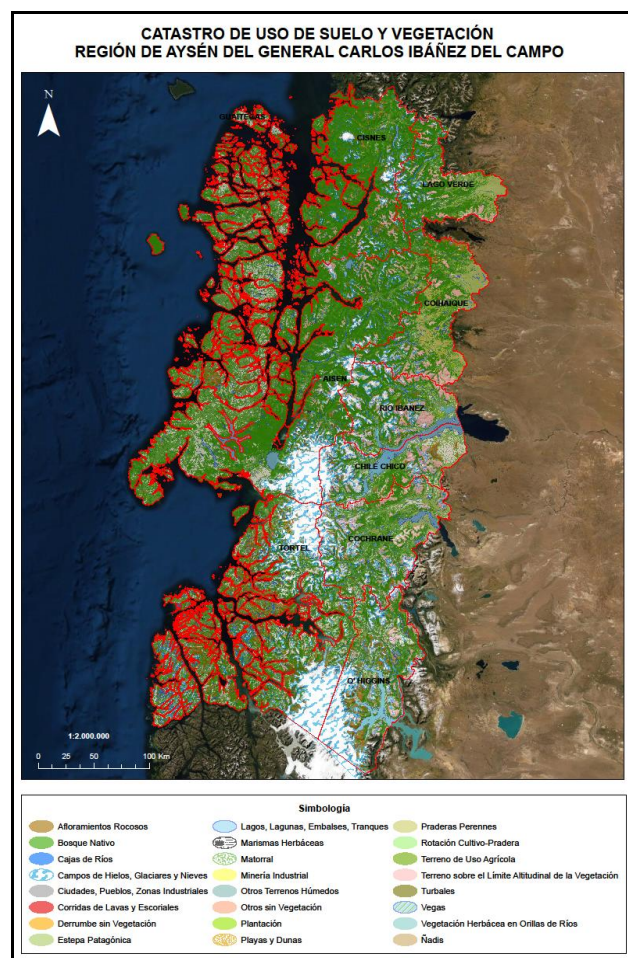 CATASTRO DE USO DE SUELO Y VEGETACIÓN
REGIÓN DE AYSÉN DEL GENERAL CARLOS IBÁÑEZ DEL CAMPO
N
GUAITECAS
CISNES
LAGO VERDE
COIHAIQUE
AISEN
RIO IBAÑEZ
CHILE CHICO
COCHRANE
TORTEL
O'HIGGINS
1:2.000.000
0 25 50 100 Km
Simbología
Afloramientos Rocosos
Bosque Nativo
Cajas de Ríos
Campos de Hielos, Glaciares y Nieves
Ciudades, Pueblos, Zonas Industriales
Corridas de Lavas y Escoriales
Derrumbe sin Vegetación
Estepa Patagónica
Lagos, Lagunas, Embalses, Tranques
Marismas Herbáceas
Matorral
Minería Industrial
Otros Terrenos Húmedos
Otros sin Vegetación
Plantación
Playas y Dunas
Praderas Perennes
Rotación Cultivo-Pradera
Terreno de Uso Agrícola
Terreno sobre el Límite Altitudinal de la Vegetación
Turbales
Vegas
Vegetación Herbácea en Orillas de Ríos
Ñadis